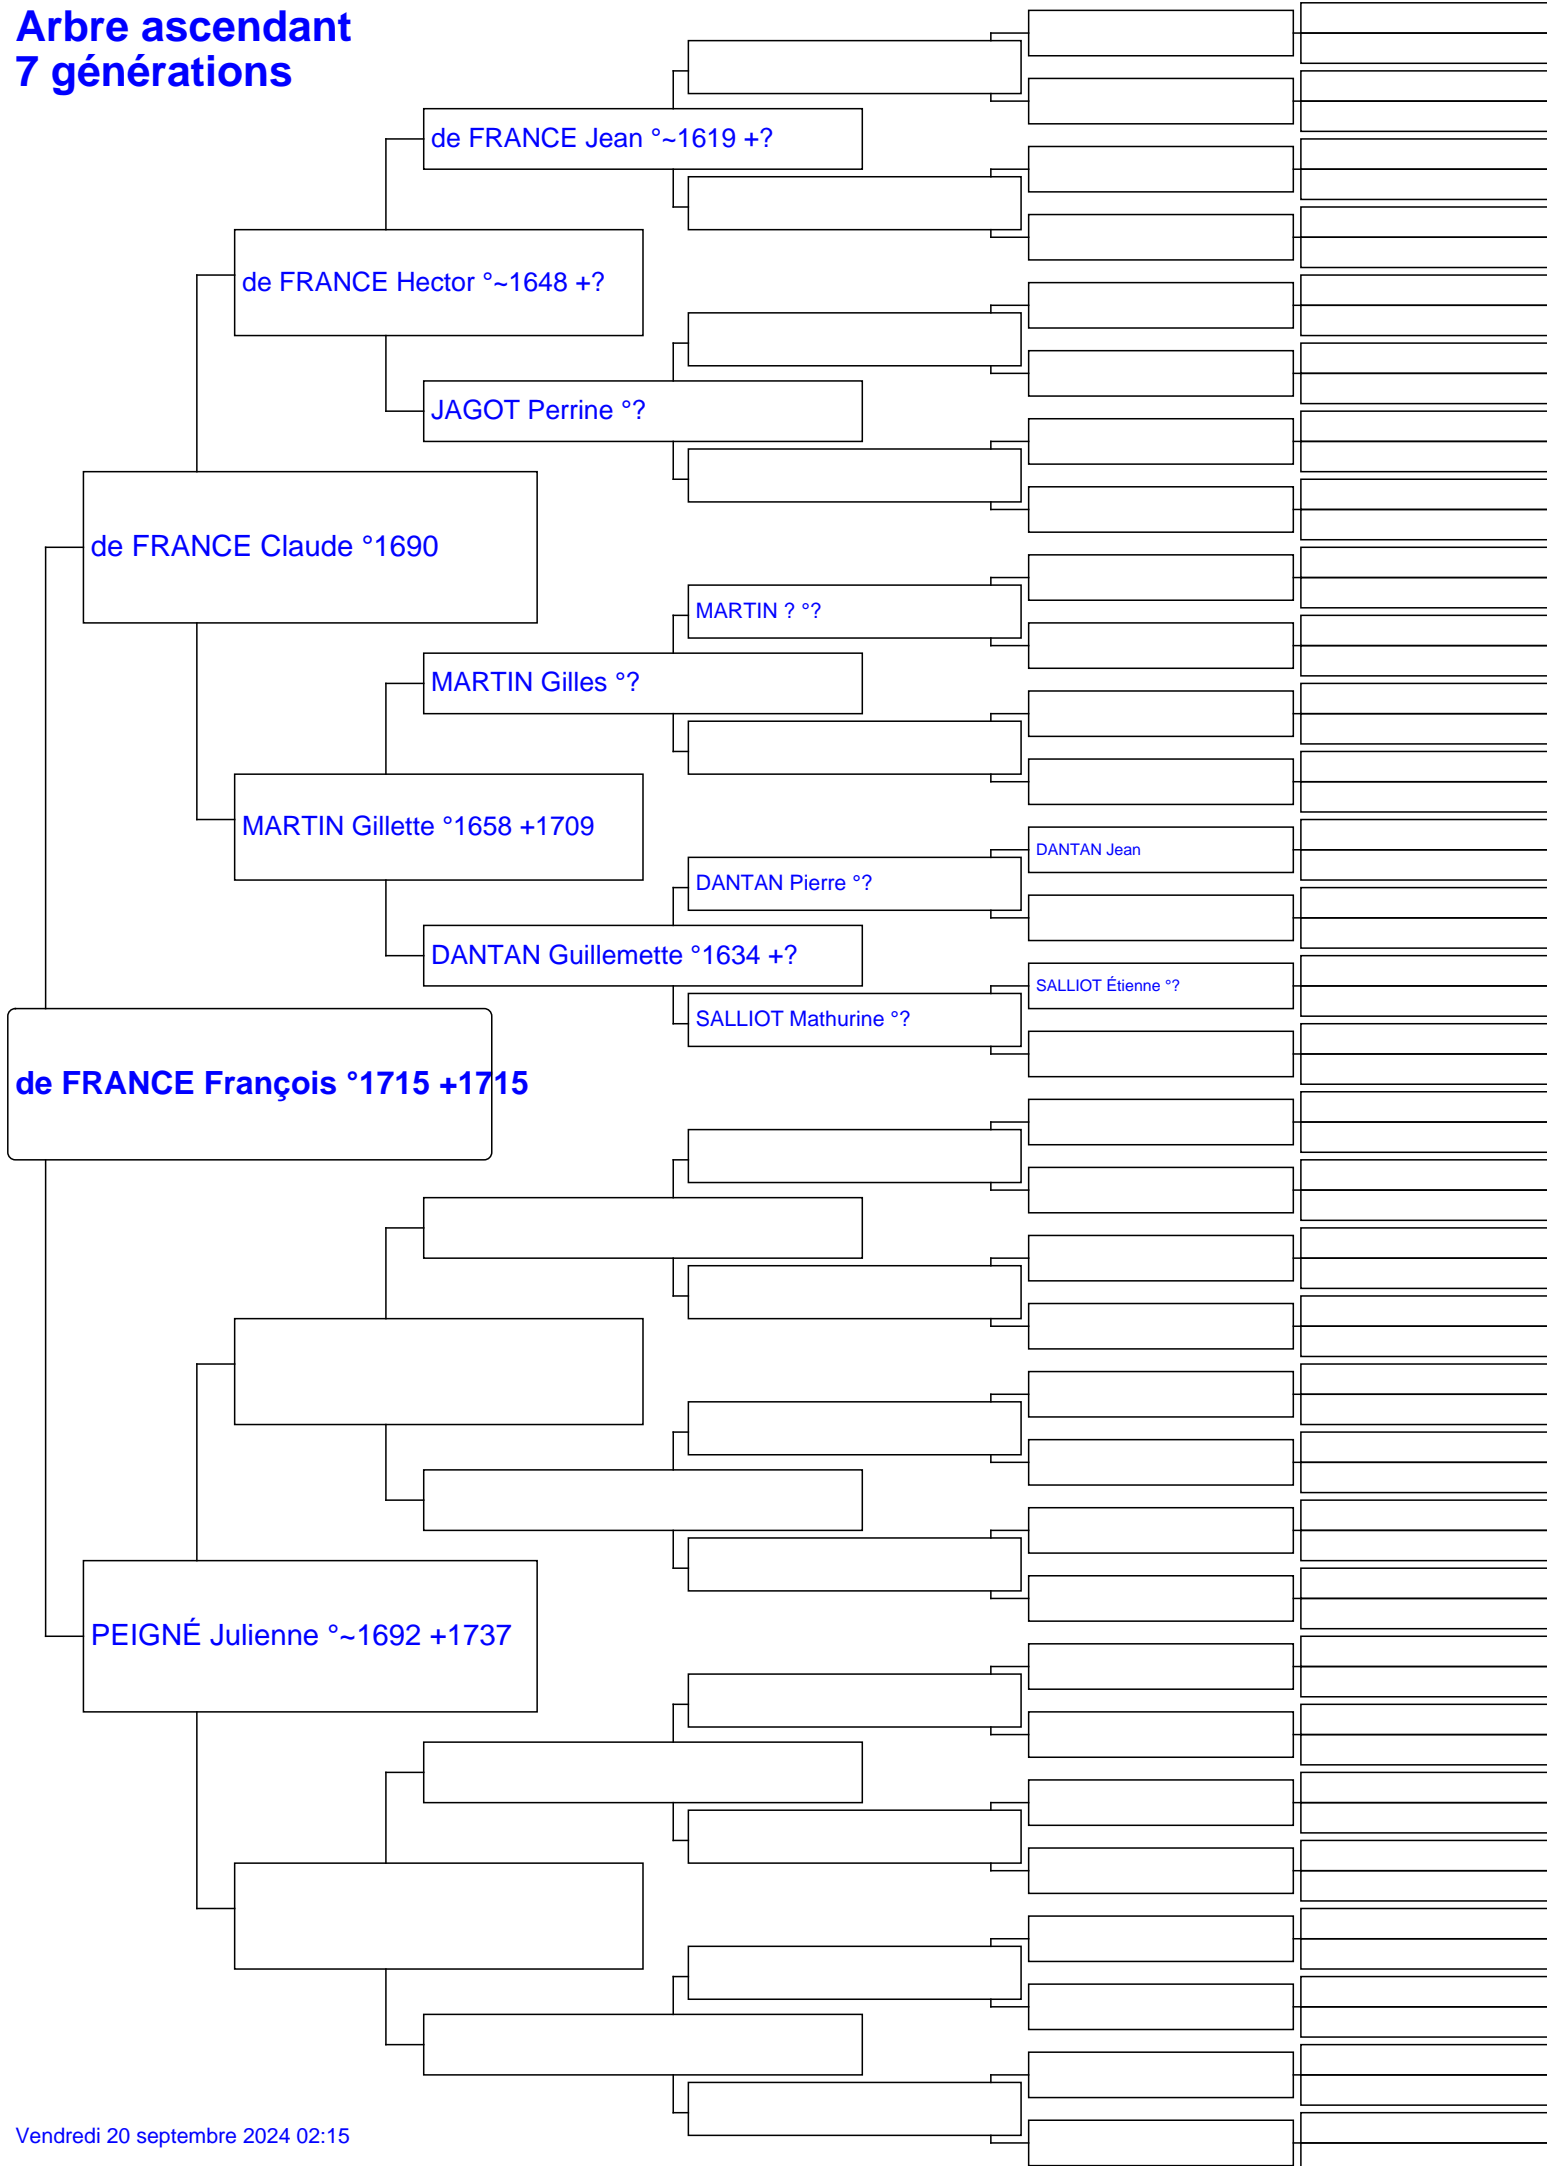 Arbre ascendant
7 générations
de FRANCE Jean °~1619 +?
de FRANCE Hector °~1648 +?
JAGOT Perrine °?
de FRANCE Claude °1690
MARTIN ? °?
MARTIN Gilles °?
MARTIN Gillette °1658 +1709
DANTAN Jean
DANTAN Pierre °?
DANTAN Guillemette °1634 +?
SALLIOT Étienne °?
SALLIOT Mathurine °?
de FRANCE François °1715 +1715
PEIGNÉ Julienne °~1692 +1737
Vendredi 20 septembre 2024 02:15